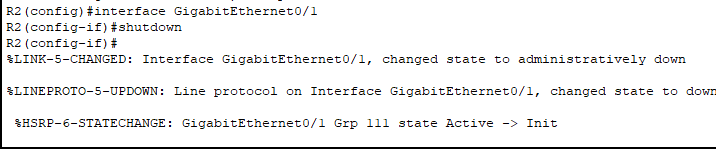 R2(config)#interface GigabitEthernet0/1
R2(config-if)#shutdown
R2(config-if)#
%LINK-5-CHANGED: Interface GigabitEthernet0/1, changed state to administratively down
%LINEPROTO-5-UPDOWN: Line protocol on Interface GigabitEthernet0/1, changed state to down
%HSRP-6-STATECHANGE: GigabitEthernet0/1 Grp 111 state Active -> Init